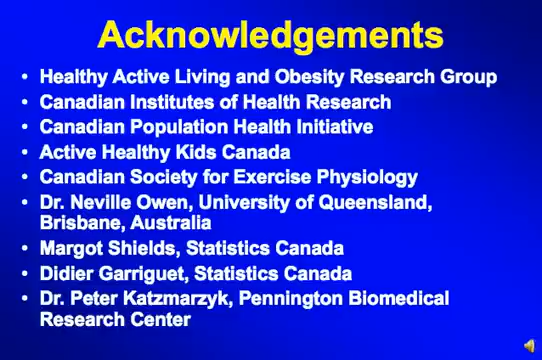 Acknowledgements
• Healthy Active Living and Obesity Research Group
• Canadian Institutes of Health Research
• Canadian Population Health Initiative
• Active Healthy Kids Canada
• Canadian Society for Exercise Physiology
• Dr. Neville Owen, University of Queensland,
Brisbane, Australia
• Margot Shields, Statistics Canada
• Didier Garriguet, Statistics Canada
• Dr. Peter Katzmarzyk, Pennington Biomedical
Research Center